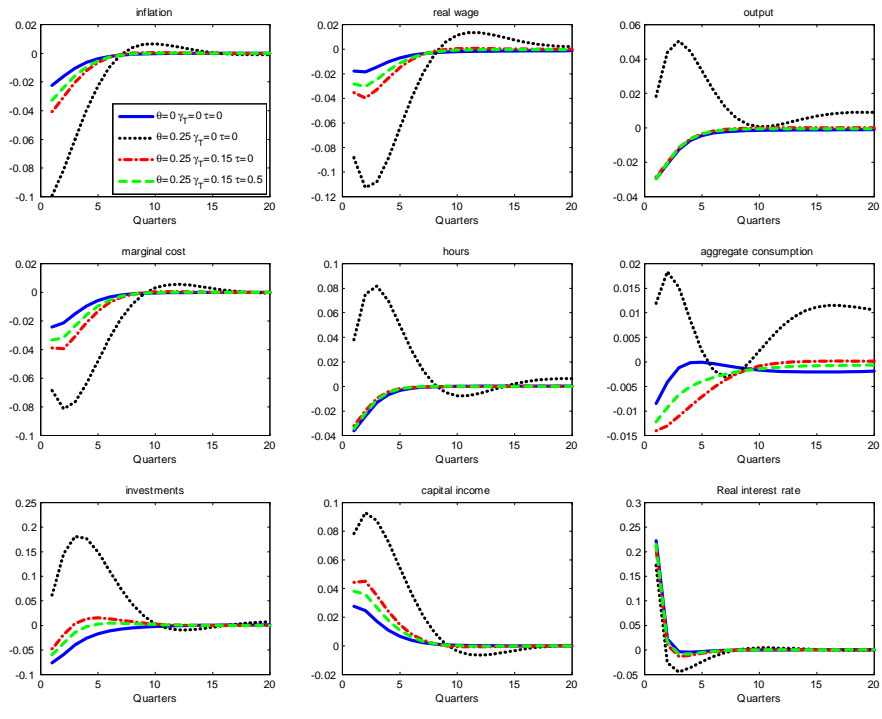 inflation
0.02
0
-0.02
-0.04
-0.06
-0.08
-0.1
0 5 10 15 20
Quarters
θ=0 γT=0 τ=0
θ=0.25 γT=0 τ=0
θ=0.25 γT=0.15 τ=0
θ=0.25 γT=0.15 τ=0.5
real wage
0.02
0
-0.02
-0.04
-0.06
-0.08
-0.1
-0.12
0 5 10 15 20
Quarters
output
0.06
0.04
0.02
0
-0.02
-0.04
0 5 10 15 20
Quarters
marginal cost
0.02
0
-0.02
-0.04
-0.06
-0.08
-0.1
0 5 10 15 20
Quarters
hours
0.1
0.08
0.06
0.04
0.02
0
-0.02
-0.04
0 5 10 15 20
Quarters
aggregate consumption
0.02
0.015
0.01
0.005
0
-0.005
-0.01
-0.015
0 5 10 15 20
Quarters
investments
0.25
0.2
0.15
0.1
0.05
0
-0.05
-0.1
0 5 10 15 20
Quarters
capital income
0.1
0.08
0.06
0.04
0.02
0
-0.02
0 5 10 15 20
Quarters
Real interest rate
0.3
0.25
0.2
0.15
0.1
0.05
0
-0.05
0 5 10 15 20
Quarters